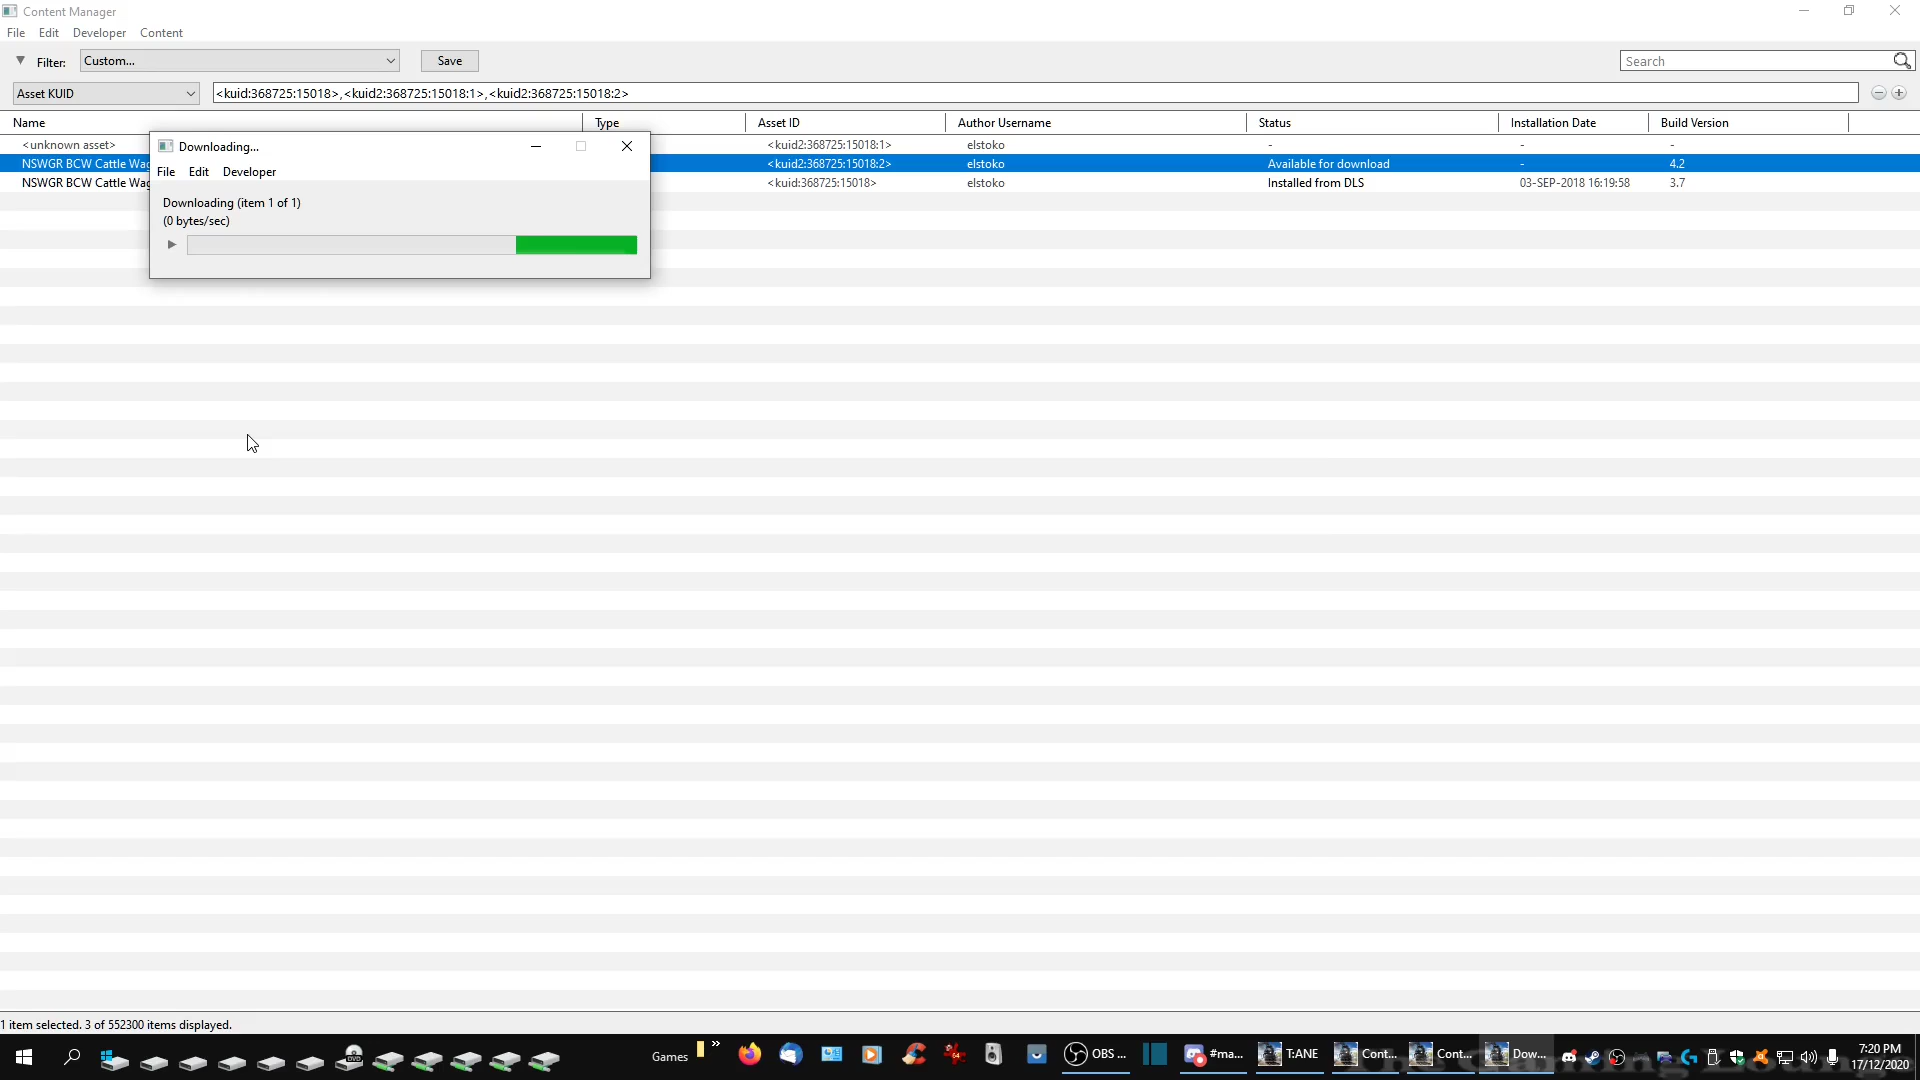 Content Manager
File Edit Developer Content
Filter: Custom... Save Search
Asset KUID <kuid:368725:15018>,<kuid2:368725:15018:1>,<kuid2:368725:15018:2>
Name Type Asset ID Author Username Status Installation Date Build Version
<unknown asset> <kuid2:368725:15018:1> elstoko - - -
NSWGR BCW Cattle Wag <kuid2:368725:15018:2> elstoko Available for download - 4.2
NSWGR BCW Cattle Wag <kuid:368725:15018> elstoko Installed from DLS 03-SEP-2018 16:19:58 3.7
Downloading...
File Edit Developer
Downloading (item 1 of 1)
(0 bytes/sec)
1 item selected. 3 of 552300 items displayed.
Games » OBS ... #ma... T:ANE Cont... Cont... Dow... 7:20 PM
17/12/2020